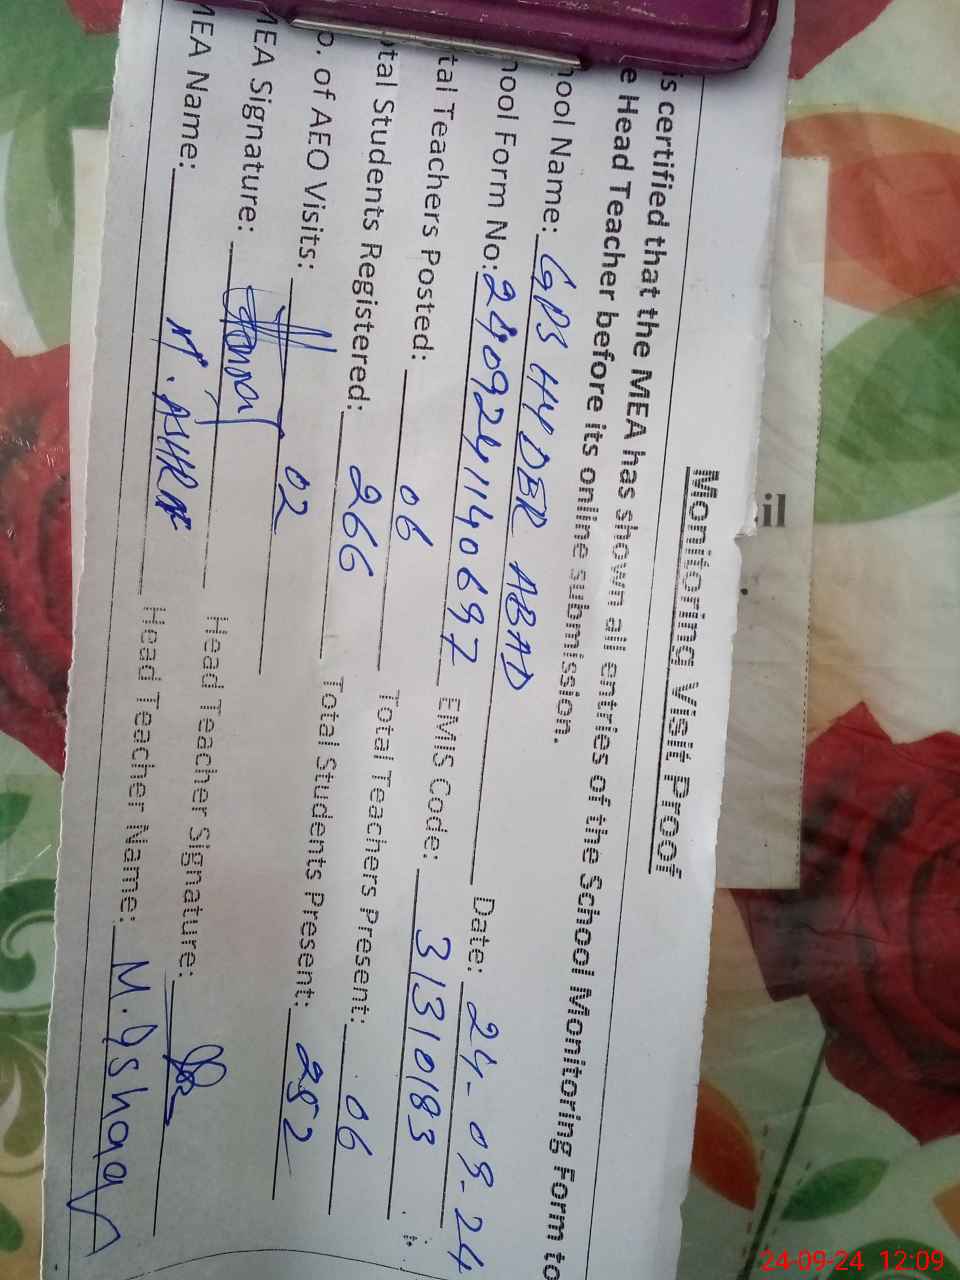 Monitoring Visit Proof
is certified that the MEA has shown all entries of the School Monitoring Form to
e Head Teacher before its online submission.
hool Name: GPS HYDER ABAD Date: 24-09-24
hool Form No: 2409241140697 EMIS Code: 31310183
tal Teachers Posted: 06 Total Teachers Present: 06
tal Students Registered: 266 Total Students Present: 252
o. of AEO Visits: 02
MEA Signature: Head Teacher Signature:
MEA Name: M. ASHRAF Head Teacher Name: M. Ishaq
il
24-09-24 12:09